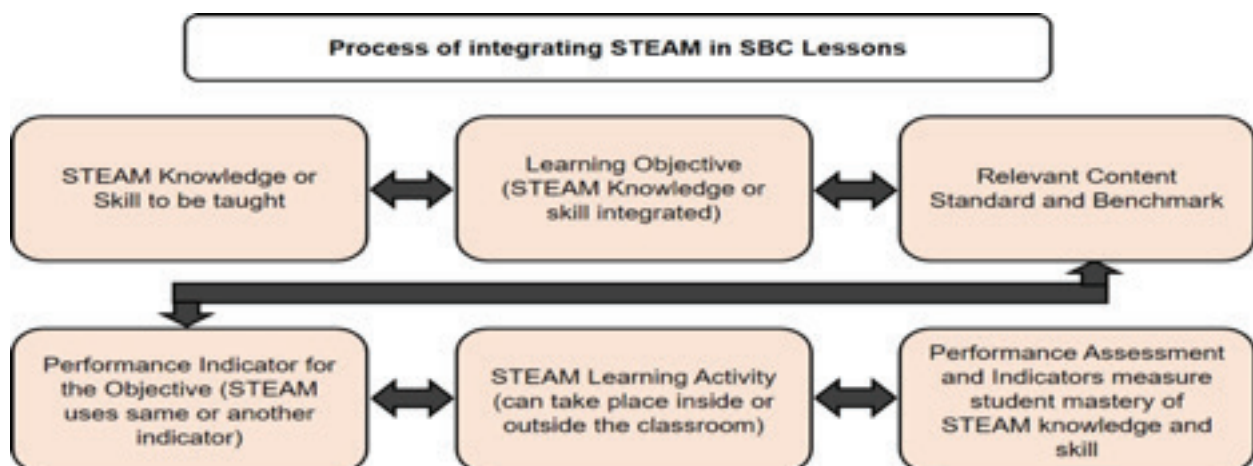 Process of integrating STEAM in SBC Lessons
STEAM Knowledge or
Skill to be taught
Learning Objective
(STEAM Knowledge or
skill integrated)
Relevant Content
Standard and Benchmark
Performance Indicator for
the Objective (STEAM
uses same or another
indicator)
STEAM Learning Activity
(can take place inside or
outside the classroom)
Performance Assessment
and Indicators measure
student mastery of
STEAM knowledge and
skill